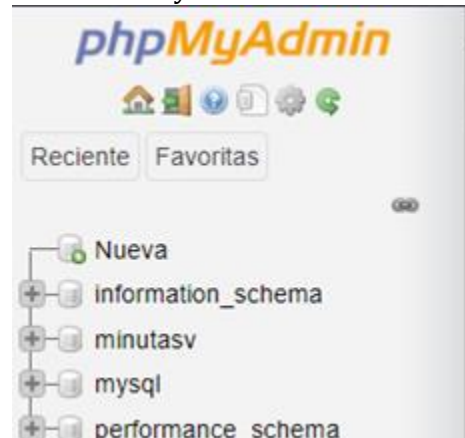 phpMyAdmin
Reciente Favoritas
Nueva
information_schema
minutasv
mysql
performance_schema